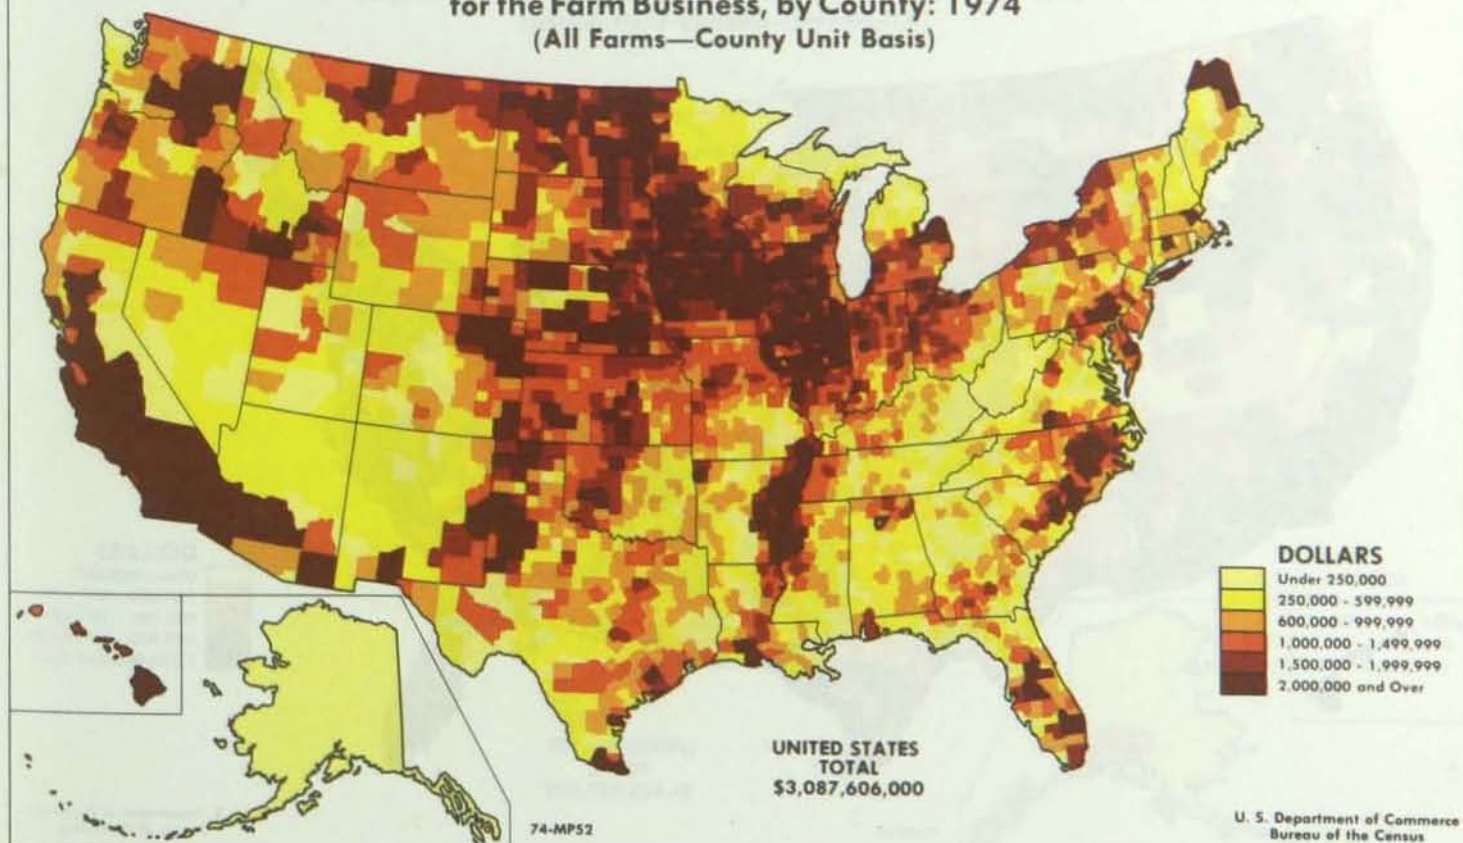 for the Farm Business, by County: 1974
(All Farms—County Unit Basis)
DOLLARS
Under 250,000
250,000 - 599,999
600,000 - 999,999
1,000,000 - 1,499,999
1,500,000 - 1,999,999
2,000,000 and Over
UNITED STATES
TOTAL
$3,087,606,000
74-MP52
U. S. Department of Commerce
Bureau of the Census